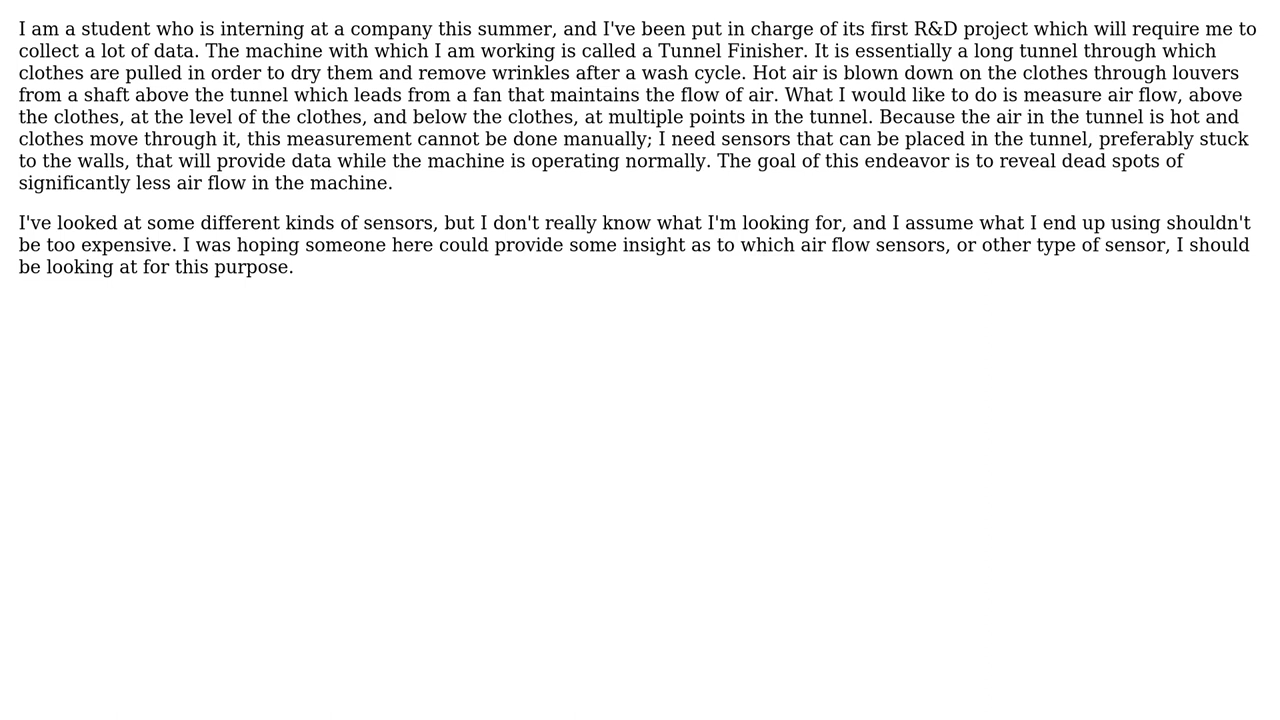 I am a student who is interning at a company this summer, and I've been put in charge of its first R&D project which will require me to
collect a lot of data. The machine with which I am working is called a Tunnel Finisher. It is essentially a long tunnel through which
clothes are pulled in order to dry them and remove wrinkles after a wash cycle. Hot air is blown down on the clothes through louvers
from a shaft above the tunnel which leads from a fan that maintains the flow of air. What I would like to do is measure air flow, above
the clothes, at the level of the clothes, and below the clothes, at multiple points in the tunnel. Because the air in the tunnel is hot and
clothes move through it, this measurement cannot be done manually; I need sensors that can be placed in the tunnel, preferably stuck
to the walls, that will provide data while the machine is operating normally. The goal of this endeavor is to reveal dead spots of
significantly less air flow in the machine.
I've looked at some different kinds of sensors, but I don't really know what I'm looking for, and I assume what I end up using shouldn't
be too expensive. I was hoping someone here could provide some insight as to which air flow sensors, or other type of sensor, I should
be looking at for this purpose.